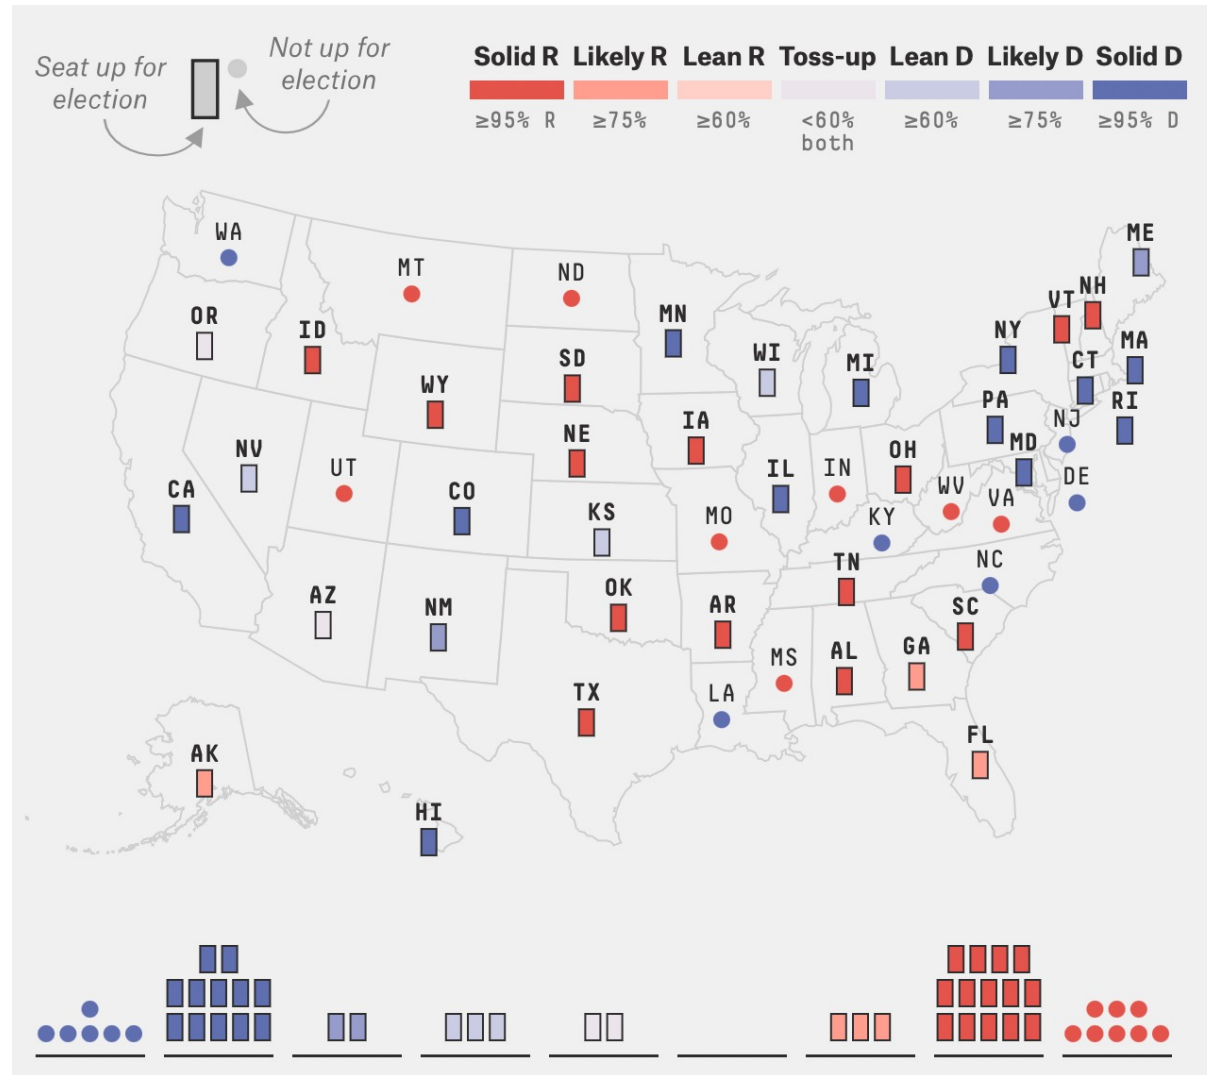 Seat up for
election
Not up for
election
Solid R Likely R Lean R Toss-up Lean D Likely D Solid D
≥95% R ≥75% ≥60% <60% ≥60% ≥75% ≥95% D
both
WA
MT
ND
ME
OR
ID
MN
VT
NH
SD
WI
MI
NY
MA
WY
CT
NE
IA
PA
NJ
RI
NV
UT
OH
MD
CA
CO
IL
IN
WV
VA
DE
KS
MO
KY
AZ
NM
OK
AR
TN
NC
SC
TX
LA
MS
AL
GA
AK
FL
HI